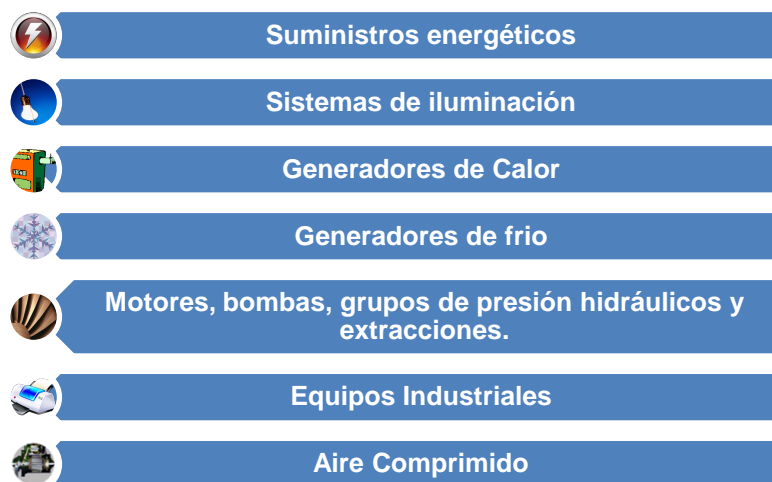 Suministros energéticos
Sistemas de iluminación
Generadores de Calor
Generadores de frio
Motores, bombas, grupos de presión hidráulicos y
extracciones.
Equipos Industriales
Aire Comprimido